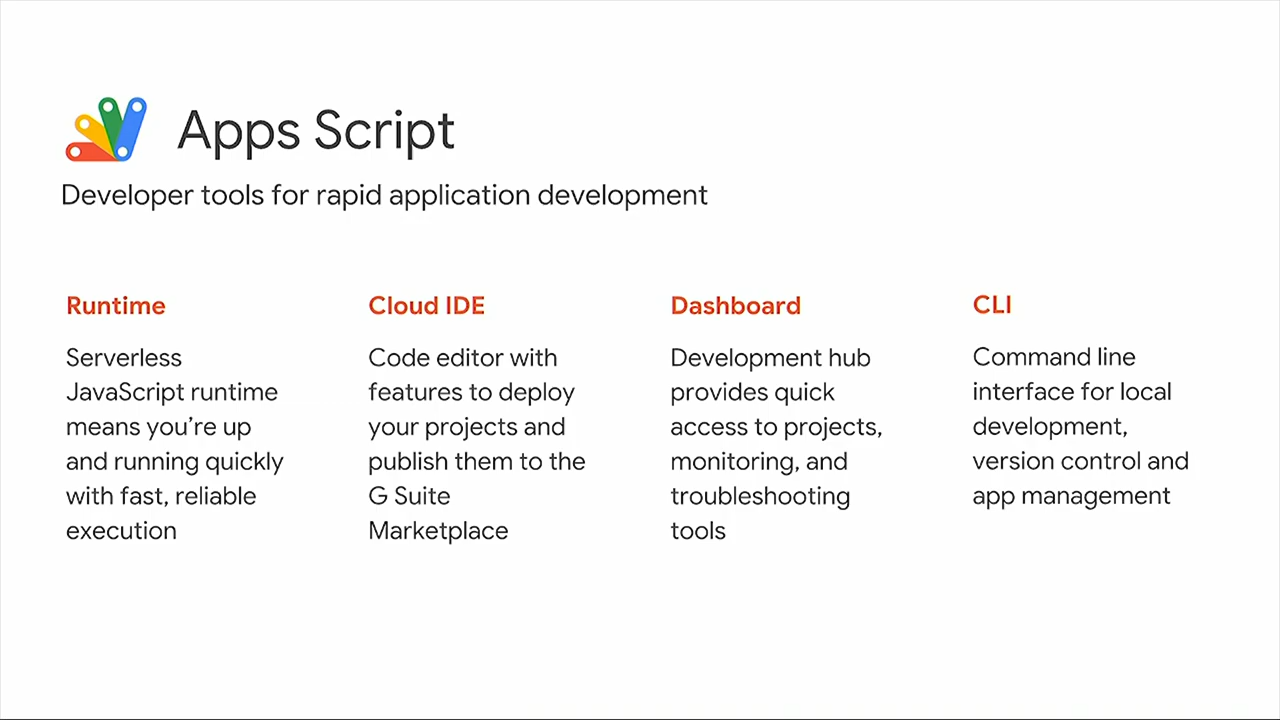 Apps Script
Developer tools for rapid application development
Runtime
Serverless
JavaScript runtime
means you’re up
and running quickly
with fast, reliable
execution
Cloud IDE
Code editor with
features to deploy
your projects and
publish them to the
G Suite
Marketplace
Dashboard
Development hub
provides quick
access to projects,
monitoring, and
troubleshooting
tools
CLI
Command line
interface for local
development,
version control and
app management